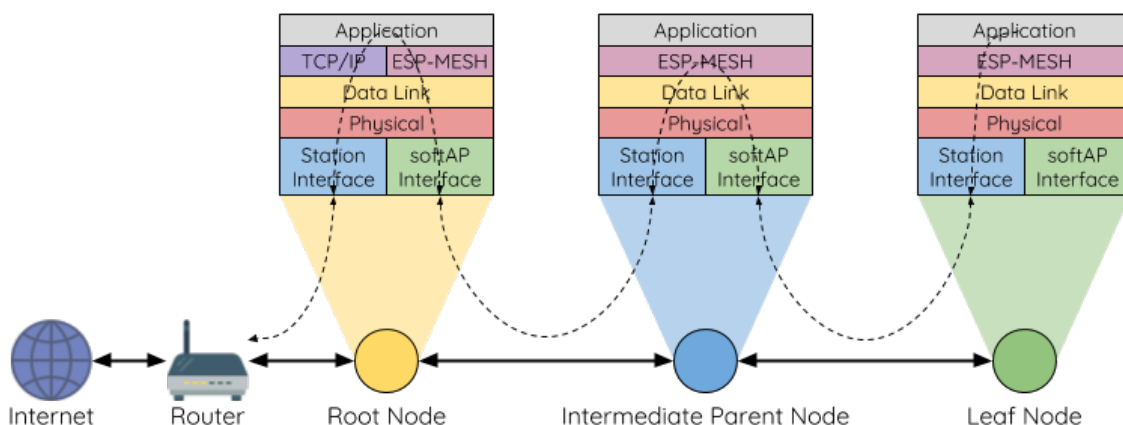 Application
TCP/IP
ESP-MESH
Data Link
Physical
Station
Interface
softAP
Interface
Application
ESP-MESH
Data Link
Physical
Station
Interface
softAP
Interface
Application
ESP-MESH
Data Link
Physical
Station
Interface
softAP
Interface
Internet
Router
Root Node
Intermediate Parent Node
Leaf Node